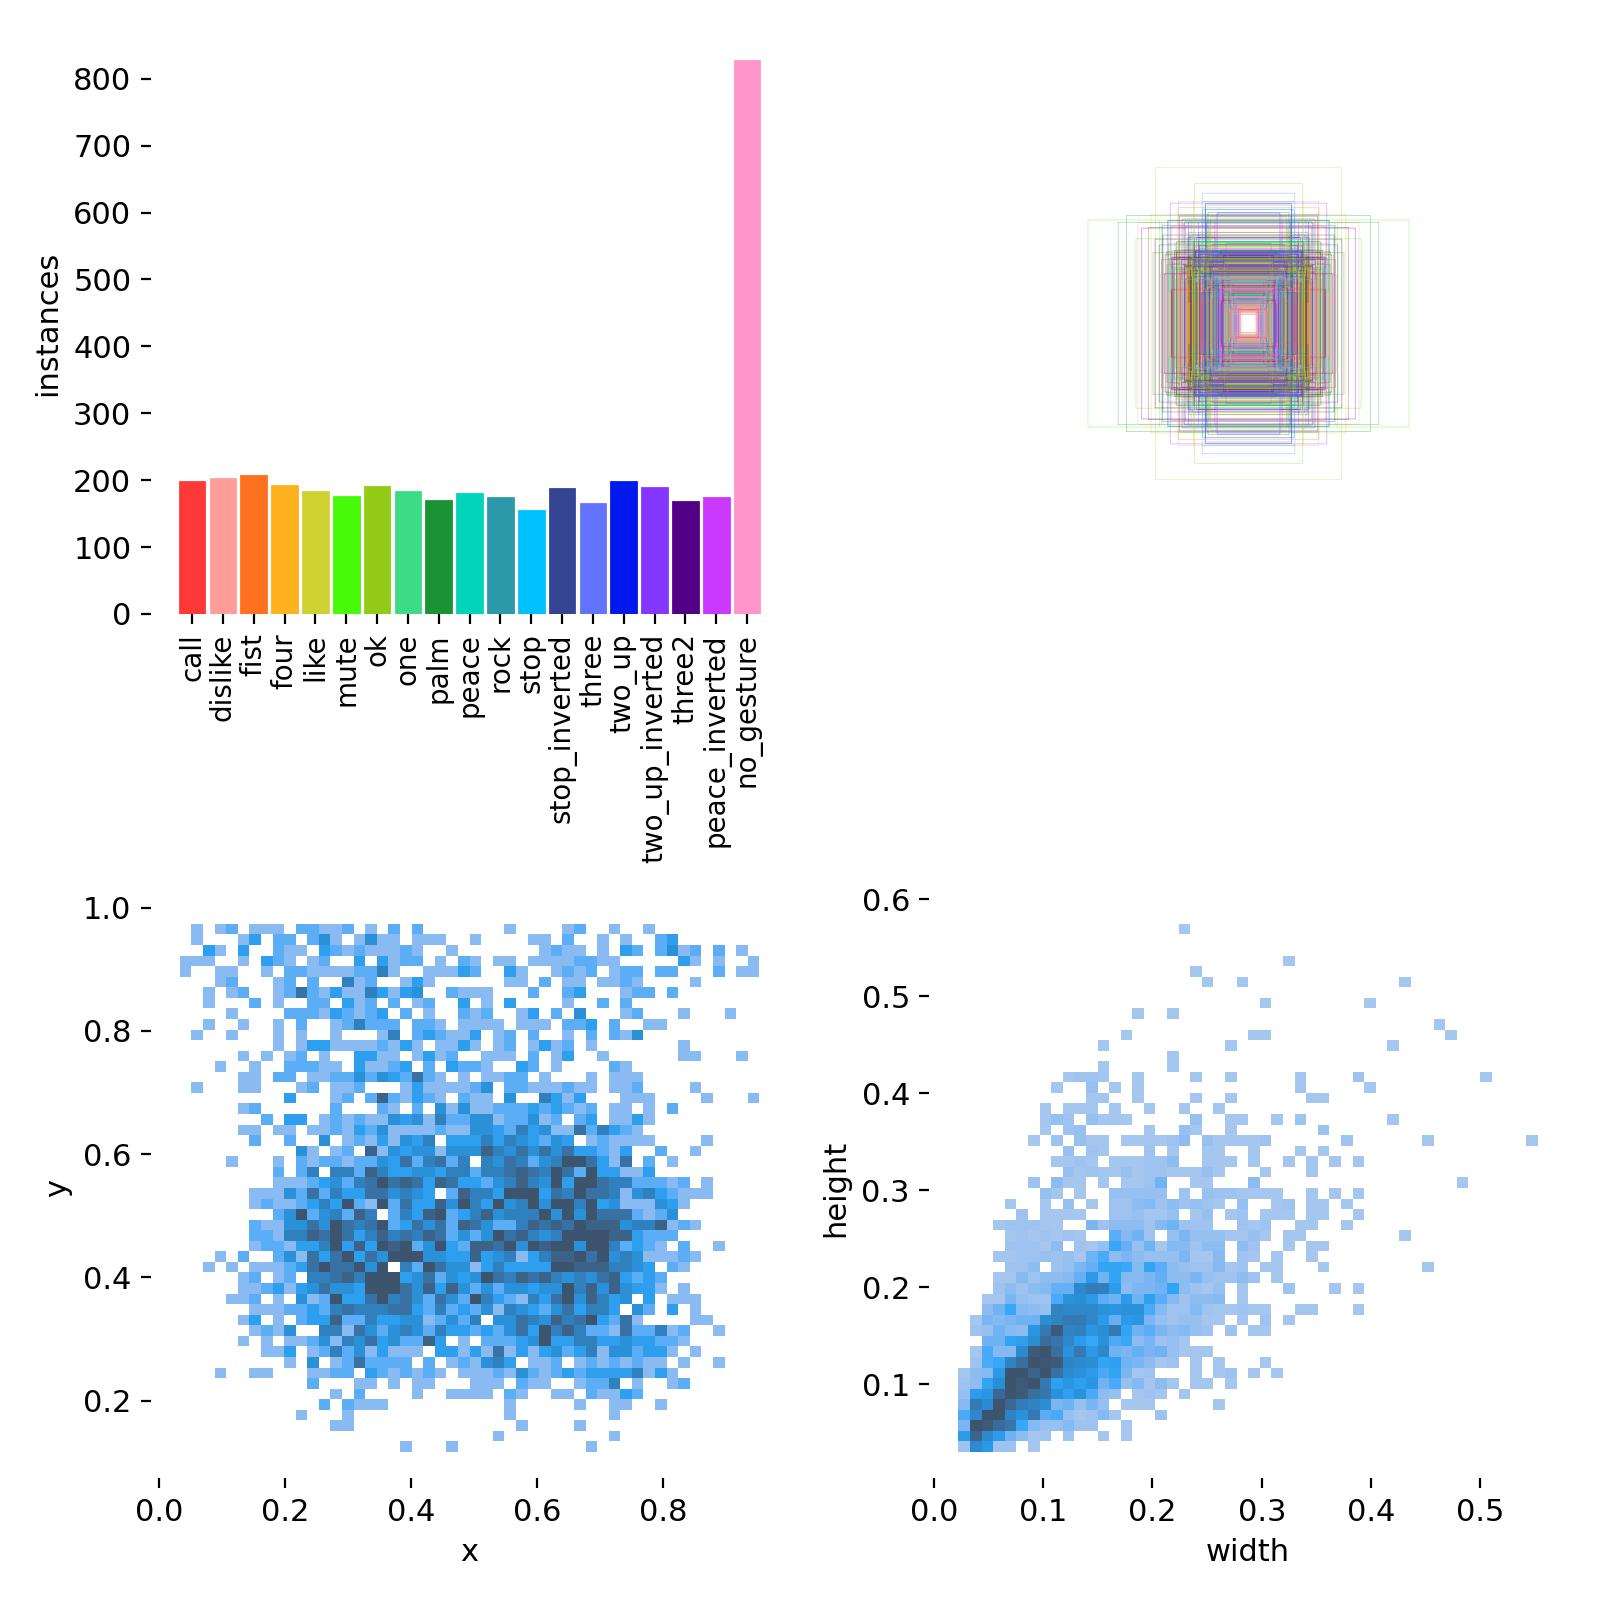 800
700
600
500
400
300
200
100
0
instances
call
dislike
fist
four
like
mute
ok
one
palm
peace
rock
stop
stop_inverted
three
two_up
two_up_inverted
three2
peace_inverted
no_gesture
1.0
0.8
0.6
0.4
0.2
y
0.0 0.2 0.4 0.6 0.8
x
0.6
0.5
0.4
0.3
0.2
0.1
height
0.0 0.1 0.2 0.3 0.4 0.5
width